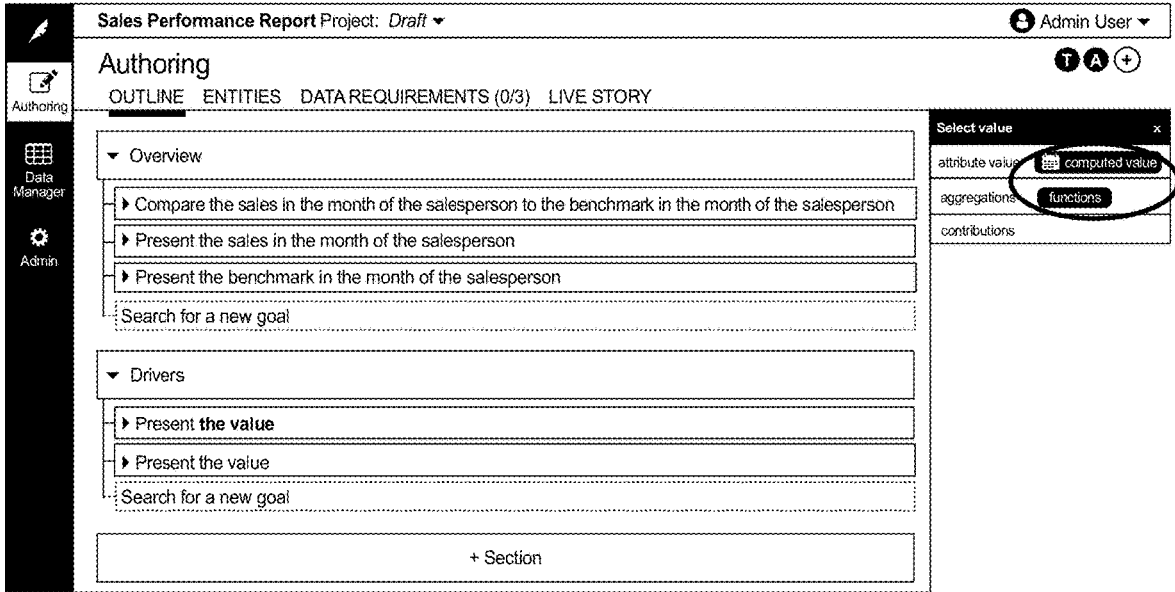 Sales Performance Report Project: Draft
Admin User
Authoring
T A +
Authoring
OUTLINE ENTITIES DATA REQUIREMENTS (0/3) LIVE STORY
Data
Manager
Admin
Overview
Compare the sales in the month of the salesperson to the benchmark in the month of the salesperson
Present the sales in the month of the salesperson
Present the benchmark in the month of the salesperson
Search for a new goal
Drivers
Present the value
Present the value
Search for a new goal
+ Section
Select value x
attribute value computed value
aggregations functions
contributions